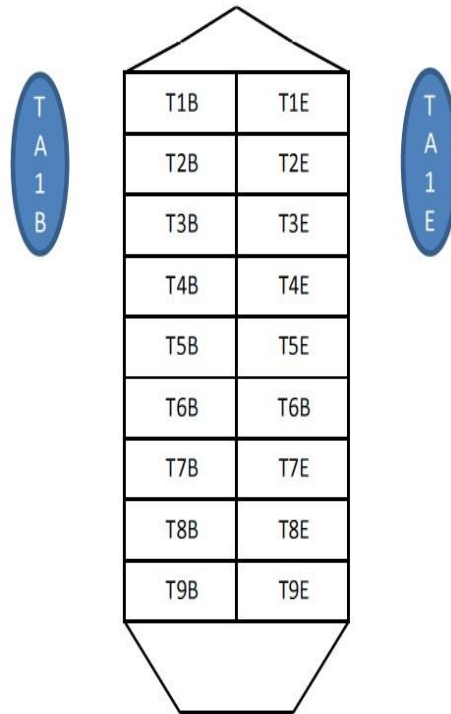 T
A
1
B
T
A
1
E
T1B T1E
T2B T2E
T3B T3E
T4B T4E
T5B T5E
T6B T6B
T7B T7E
T8B T8E
T9B T9E